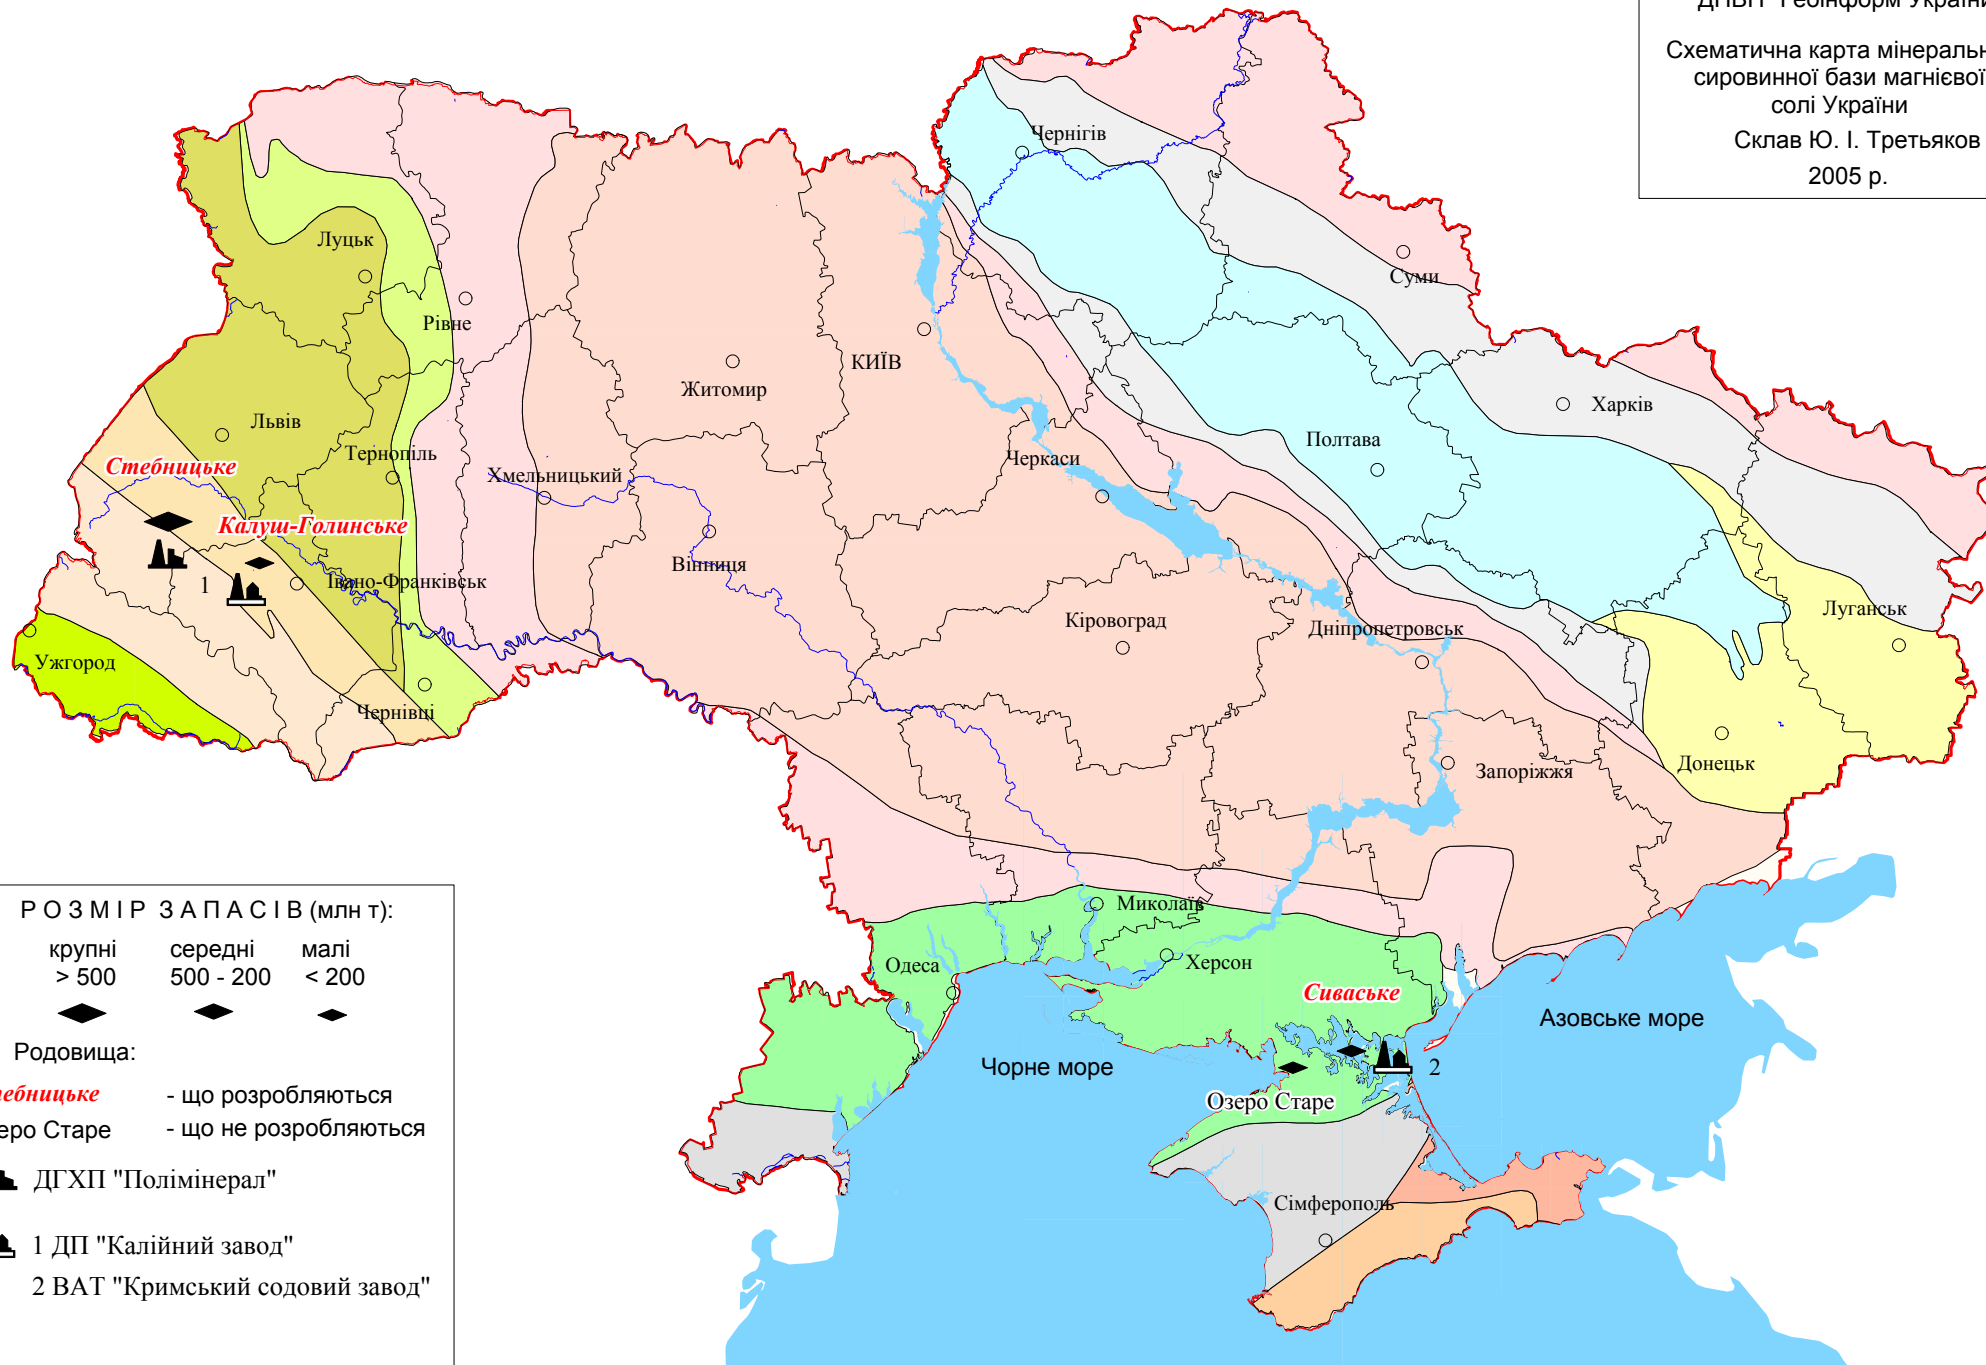 ДНВП "Геоінформ України
Схематична карта мінераль
сировинної бази магнієвої
солі України
Склав Ю. І. Третьяков
2005 р.
Чернігів
Суми
Луцьк
Рівне
КИЇВ
Житомир
Харків
Львів
Полтава
Тернопіль
Черкаси
Стебницьке
Хмельницький
Калуш-Голинське
Вінниця
1
Івано-Франківськ
Луганськ
Кіровоград
Дніпропетровськ
Ужгород
Чернівці
Донецьк
Запоріжжя
Миколаїв
Одеса
Херсон
Сиваське
Азовське море
Чорне море
2
Озеро Старе
Сімферополь
РОЗМІР ЗАПАСІВ (млн т):
крупні середні малі
> 500 500 - 200 < 200
Родовища:
ебницьке - що розробляються
еро Старе - що не розробляються
ДГХП "Полімінерал"
1 ДП "Калійний завод"
2 ВАТ "Кримський содовий завод"